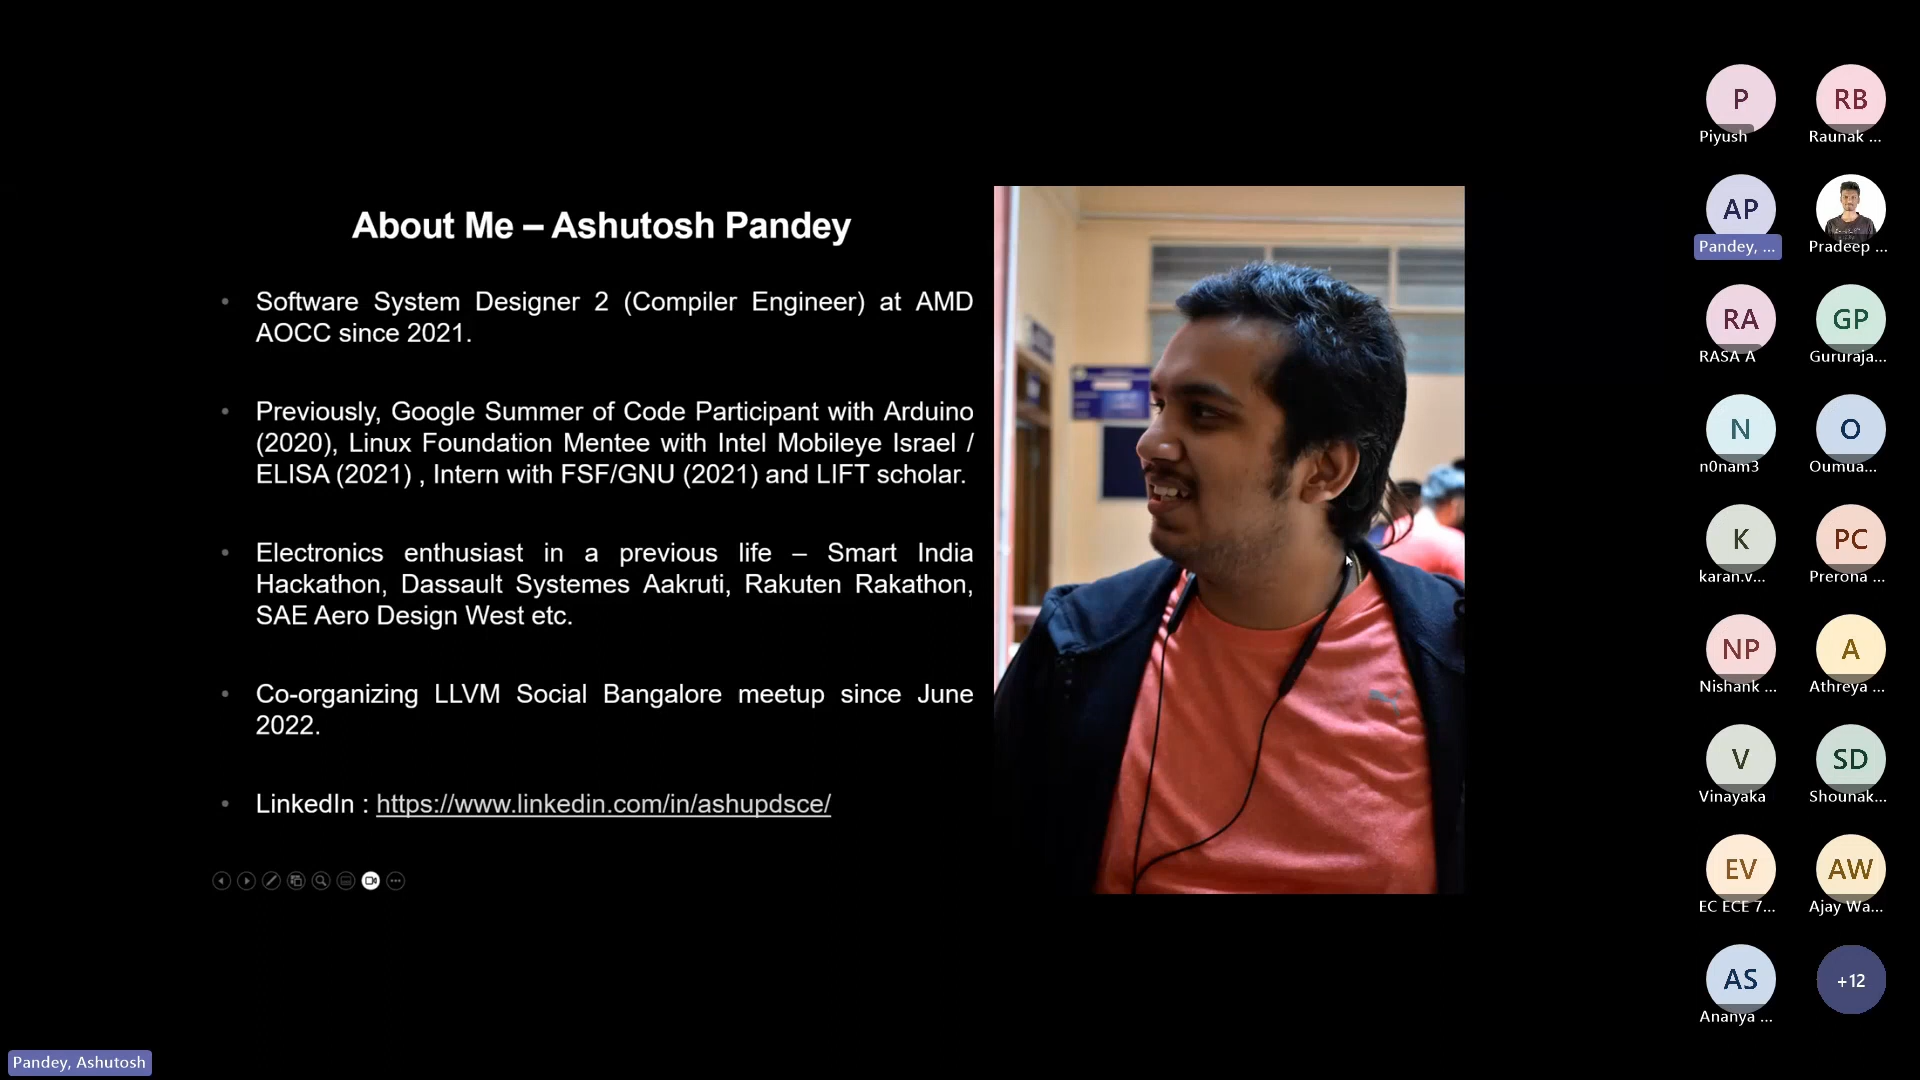 About Me – Ashutosh Pandey
• Software System Designer 2 (Compiler Engineer) at AMD
AOCC since 2021.
• Previously, Google Summer of Code Participant with Arduino
(2020), Linux Foundation Mentee with Intel Mobileye Israel /
ELISA (2021) , Intern with FSF/GNU (2021) and LIFT scholar.
• Electronics enthusiast in a previous life – Smart India
Hackathon, Dassault Systemes Aakruti, Rakuten Rakathon,
SAE Aero Design West etc.
• Co-organizing LLVM Social Bangalore meetup since June
2022.
• LinkedIn : https://www.linkedin.com/in/ashupdsce/
P
Piyush
RB
Raunak ...
AP
Pandey, ...
Pradeep ...
RA
RASA A
GP
Gururaja...
N
n0nam3
O
Oumua...
K
karan.v...
PC
Prerona ...
NP
Nishank ...
A
Athreya ...
V
Vinayaka
SD
Shounak...
EV
EC ECE 7...
AW
Ajay Wa...
AS
Ananya ...
+12
Pandey, Ashutosh